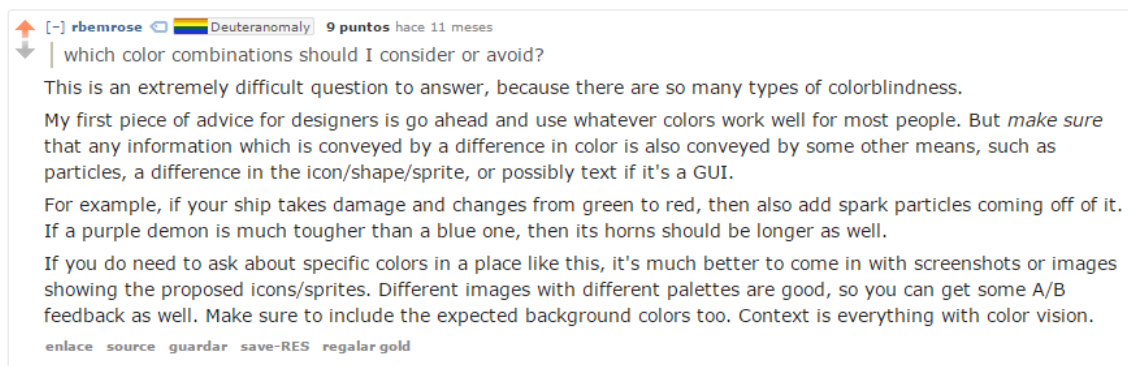 [-] rbemrose Deuteranomaly 9 puntos hace 11 meses
which color combinations should I consider or avoid?
This is an extremely difficult question to answer, because there are so many types of colorblindness.
My first piece of advice for designers is go ahead and use whatever colors work well for most people. But make sure
that any information which is conveyed by a difference in color is also conveyed by some other means, such as
particles, a difference in the icon/shape/sprite, or possibly text if it's a GUI.
For example, if your ship takes damage and changes from green to red, then also add spark particles coming off of it.
If a purple demon is much tougher than a blue one, then its horns should be longer as well.
If you do need to ask about specific colors in a place like this, it's much better to come in with screenshots or images
showing the proposed icons/sprites. Different images with different palettes are good, so you can get some A/B
feedback as well. Make sure to include the expected background colors too. Context is everything with color vision.
enlace source guardar save-RES regalar gold